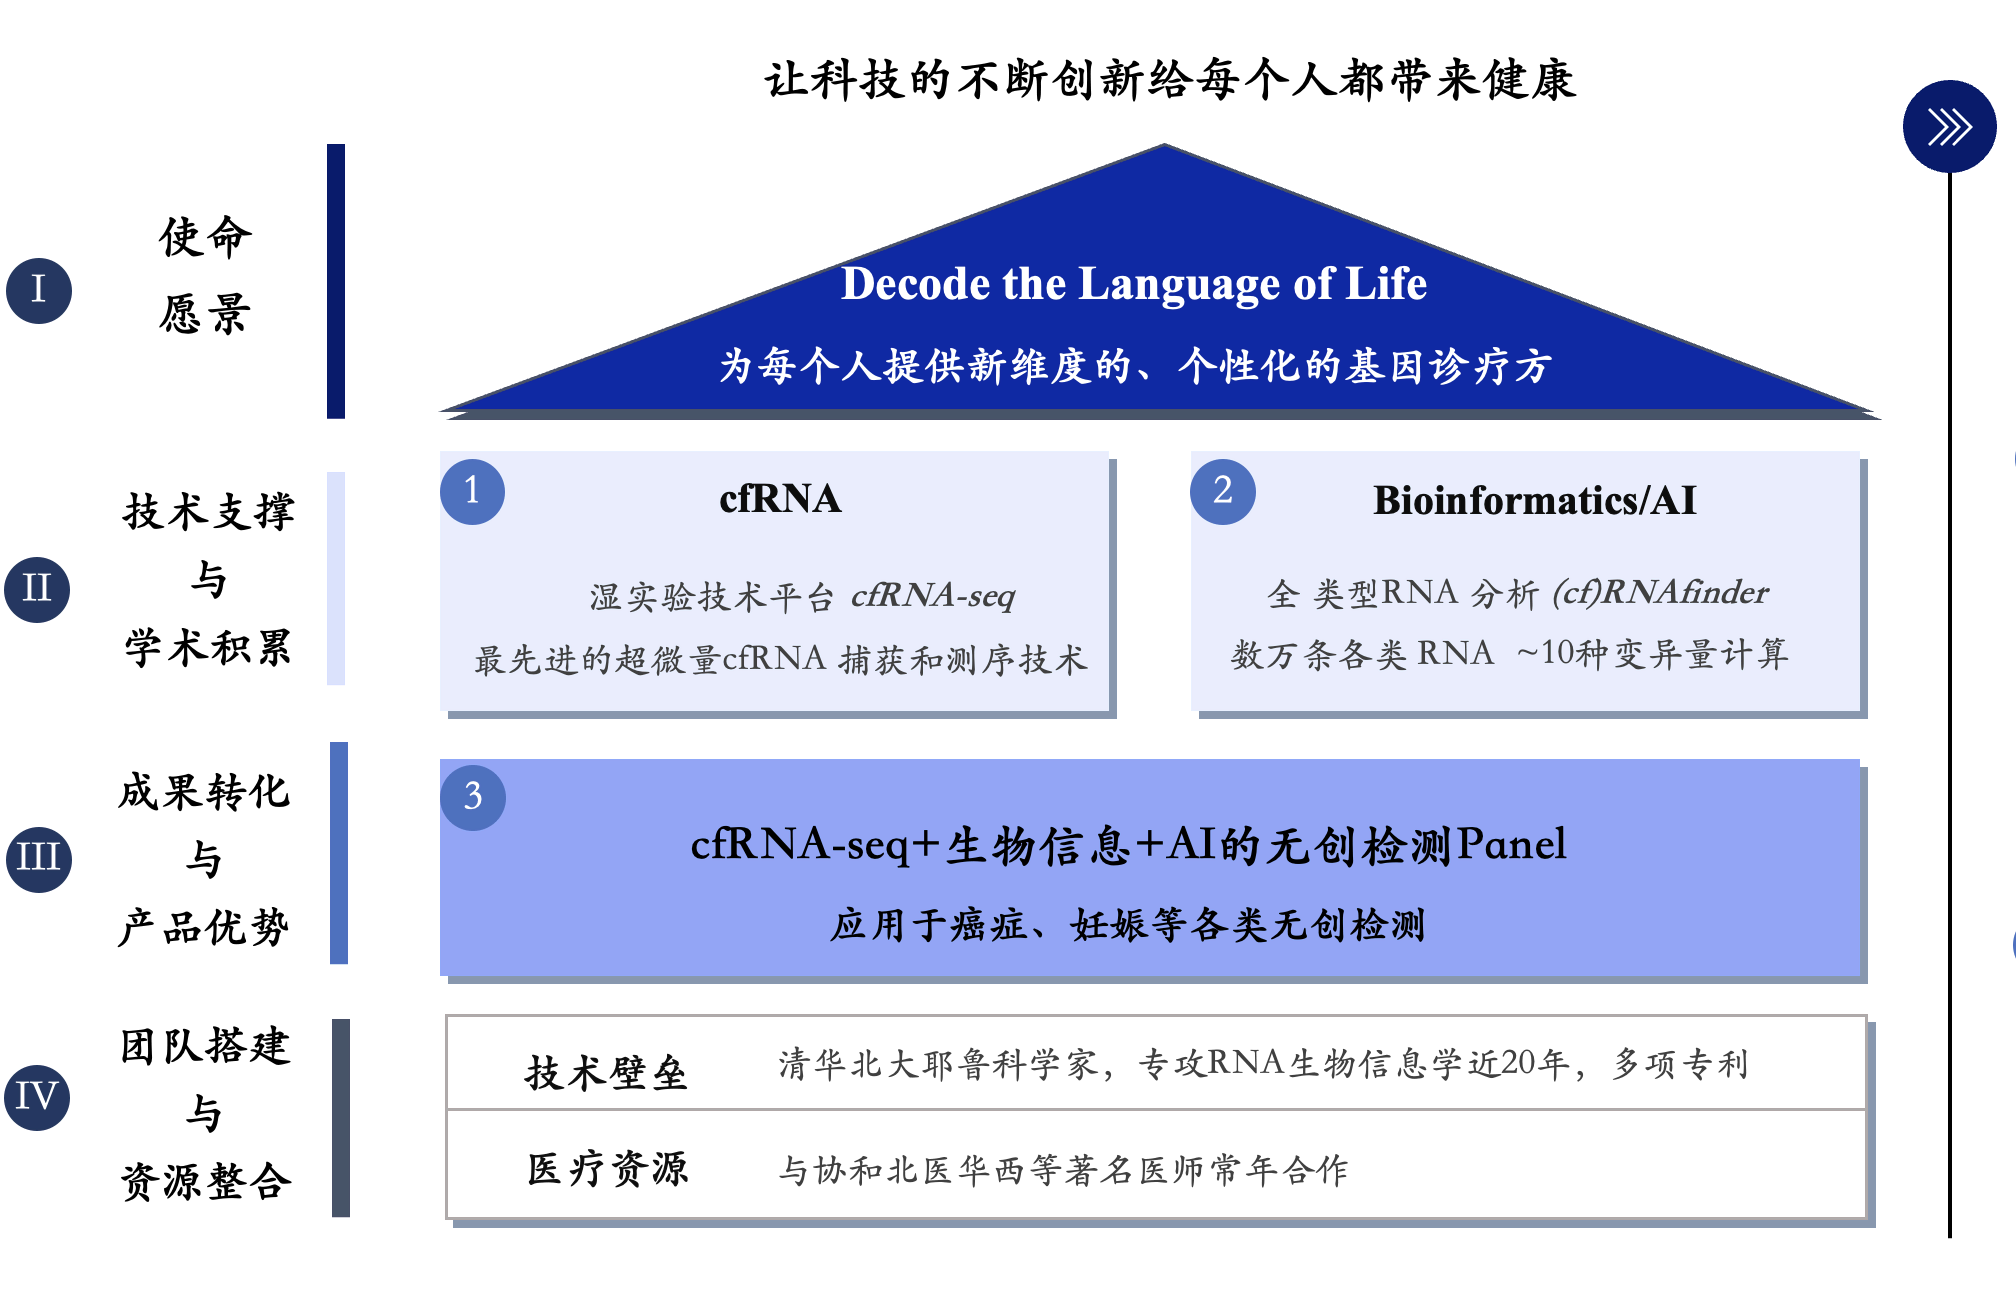 让科技的不断创新给每个人都带来健康
I
使命
愿景
Decode the Language of Life
为每个人提供新维度的、个性化的基因诊疗方
II
技术支撑
与
学术积累
1
cfRNA
湿实验技术平台 cfRNA-seq
最先进的超微量cfRNA 捕获和测序技术
2
Bioinformatics/AI
全 类型RNA 分析 (cf)RNAfinder
数万条各类 RNA ~10种变异量计算
III
成果转化
与
产品优势
3
cfRNA-seq+生物信息+AI的无创检测Panel
应用于癌症、妊娠等各类无创检测
IV
团队搭建
与
资源整合
技术壁垒
清华北大耶鲁科学家，专攻RNA生物信息学近20年，多项专利
医疗资源
与协和北医华西等著名医师常年合作